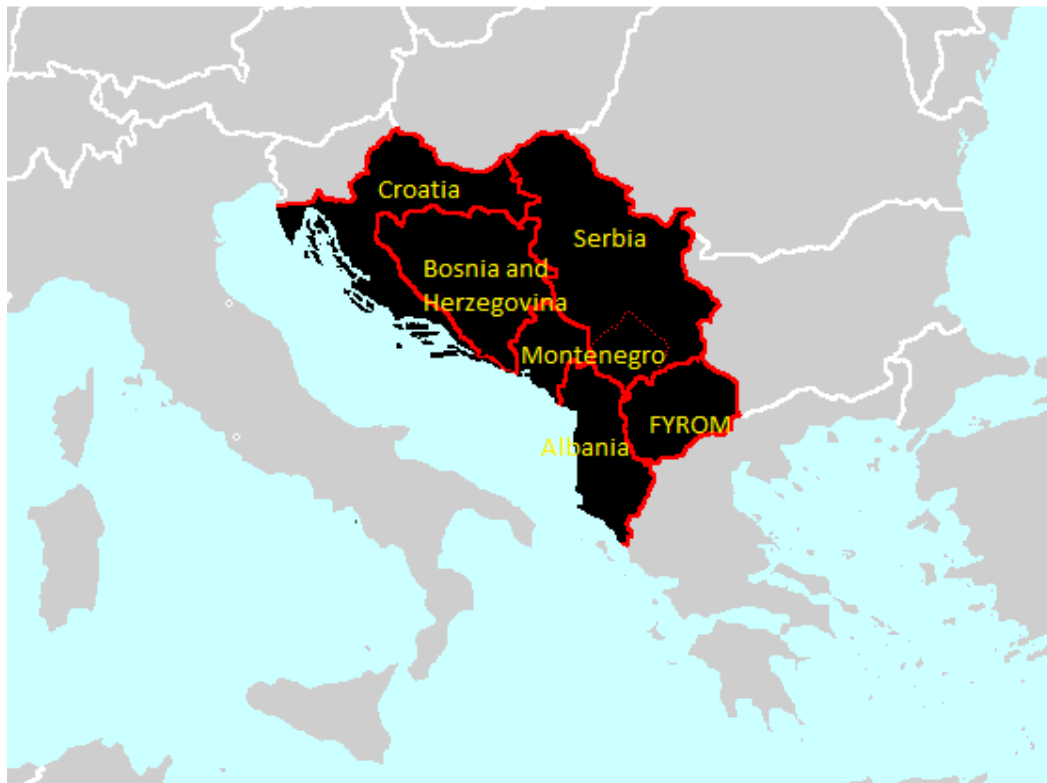 Croatia
Serbia
Bosnia and
Herzegovina
Montenegro
FYROM
Albania